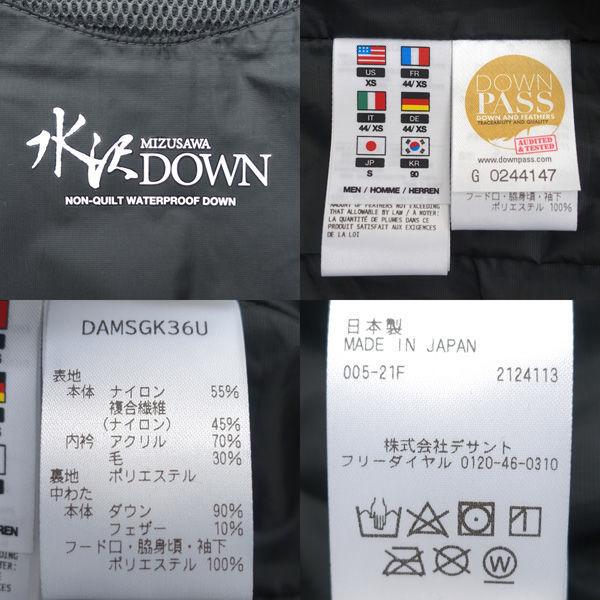 水沢
MIZUSAWA
DOWN
NON-QUILT WATERPROOF DOWN
US
XS
FR
44/XS
IT
44/XS
DE
44/XS
JP
S
KR
90
MEN / HOMME / HERREN
AMOUNT OF FEATHERS NOT EXCEEDING
THAT ALLOWABLE BY LAW / À NOTER:
LA QUANTITÉ DE PLUMES DANS CE
PRODUIT SATISFAIT AUX EXIGENCES
DE LA LOI
DOWN
PASS
DOWN AND FEATHERS
TRACEABILITY AND QUALITY
AUDITED
& TESTED
www.downpass.com
G 0244147
フード口・脇身頃・袖下
ポリエステル 100%
DAMSGK36U
表地
本体 ナイロン 55%
複合繊維
(ナイロン) 45%
内衿 アクリル 70%
毛 30%
裏地 ポリエステル
中わた
本体 ダウン 90%
フェザー 10%
フード口・脇身頃・袖下
ポリエステル 100%
日本製
MADE IN JAPAN
005-21F 2124113
株式会社デサント
フリーダイヤル 0120-46-0310
W